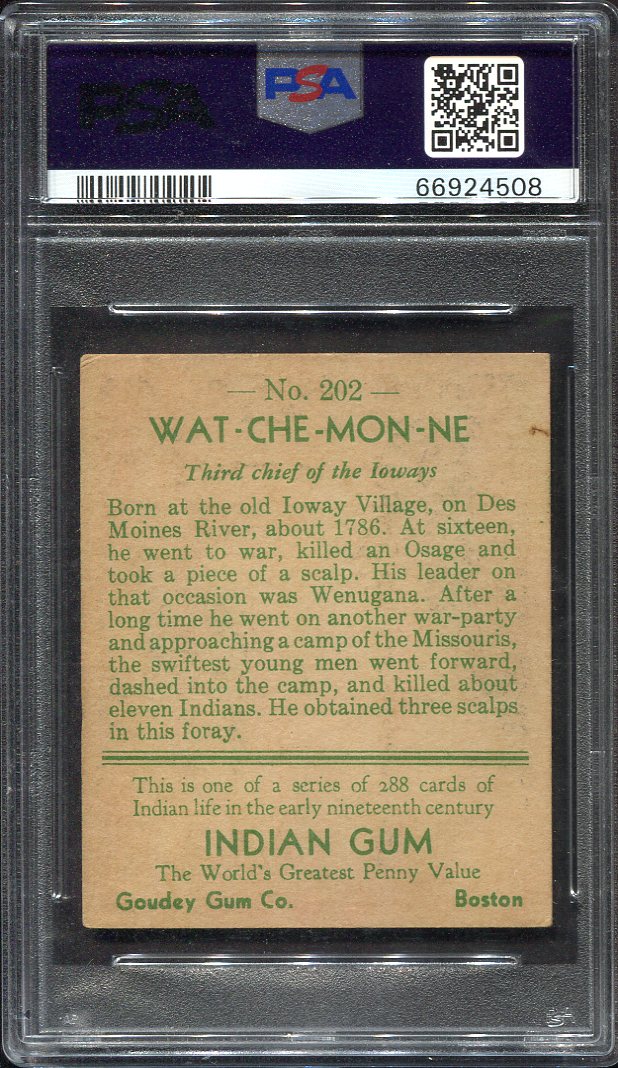 PSA
PSA
66924508
— No. 202 —
WAT-CHE-MON-NE
Third chief of the Ioways
Born at the old Ioway Village, on Des
Moines River, about 1786. At sixteen,
he went to war, killed an Osage and
took a piece of a scalp. His leader on
that occasion was Wenugana. After a
long time he went on another war-party
and approaching a camp of the Missouris,
the swiftest young men went forward,
dashed into the camp, and killed about
eleven Indians. He obtained three scalps
in this foray.
This is one of a series of 288 cards of
Indian life in the early nineteenth century
INDIAN GUM
The World's Greatest Penny Value
Goudey Gum Co. Boston